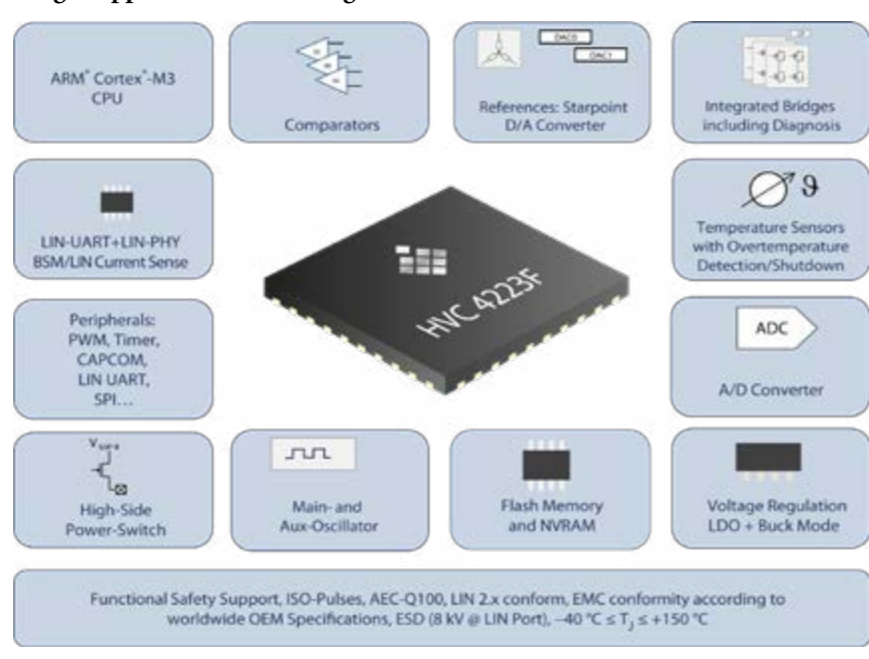 ARM® Cortex®-M3
CPU
Comparators
DAC0
DAC1
References: Starpoint
D/A Converter
Integrated Bridges
including Diagnosis
LIN-UART+LIN-PHY
BSM/LIN Current Sense
HVC 4223F
ϑ
Temperature Sensors
with Overtemperature
Detection/Shutdown
Peripherals:
PWM, Timer,
CAPCOM,
LIN UART,
SPI...
ADC
A/D Converter
High-Side
Power-Switch
Main- and
Aux-Oscillator
Flash Memory
and NVRAM
Voltage Regulation
LDO + Buck Mode
Functional Safety Support, ISO-Pulses, AEC-Q100, LIN 2.x conform, EMC conformity according to
worldwide OEM Specifications, ESD (8 kV @ LIN Port), –40 °C ≤ TJ ≤ +150 °C